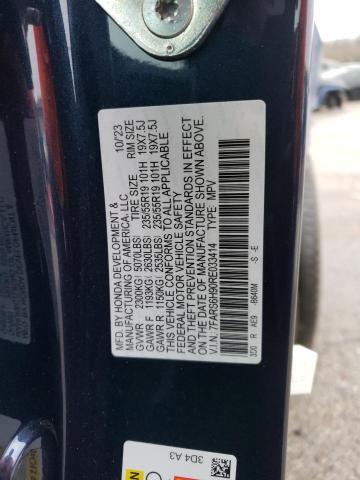 MFD. BY HONDA DEVELOPMENT & 10/'23
MANUFACTURING OF AMERICA, LLC.
GVWR 2300KG (5070LBS) TIRE SIZE RIM SIZE
GAWR F 1193KG (2630LBS) 235/55R19 101H 19X7.5J
GAWR R 1150KG (2535LBS) 235/55R19 101H 19X7.5J
THIS VEHICLE CONFORMS TO ALL APPLICABLE
FEDERAL MOTOR VEHICLE SAFETY
AND THEFT PREVENTION STANDARDS IN EFFECT
ON THE DATE OF MANUFACTURE SHOWN ABOVE.
V.I.N. 7FARS6H90RE033414 TYPE: MPV
3D0 R AE9 -B640M -S -E
3D4 A3